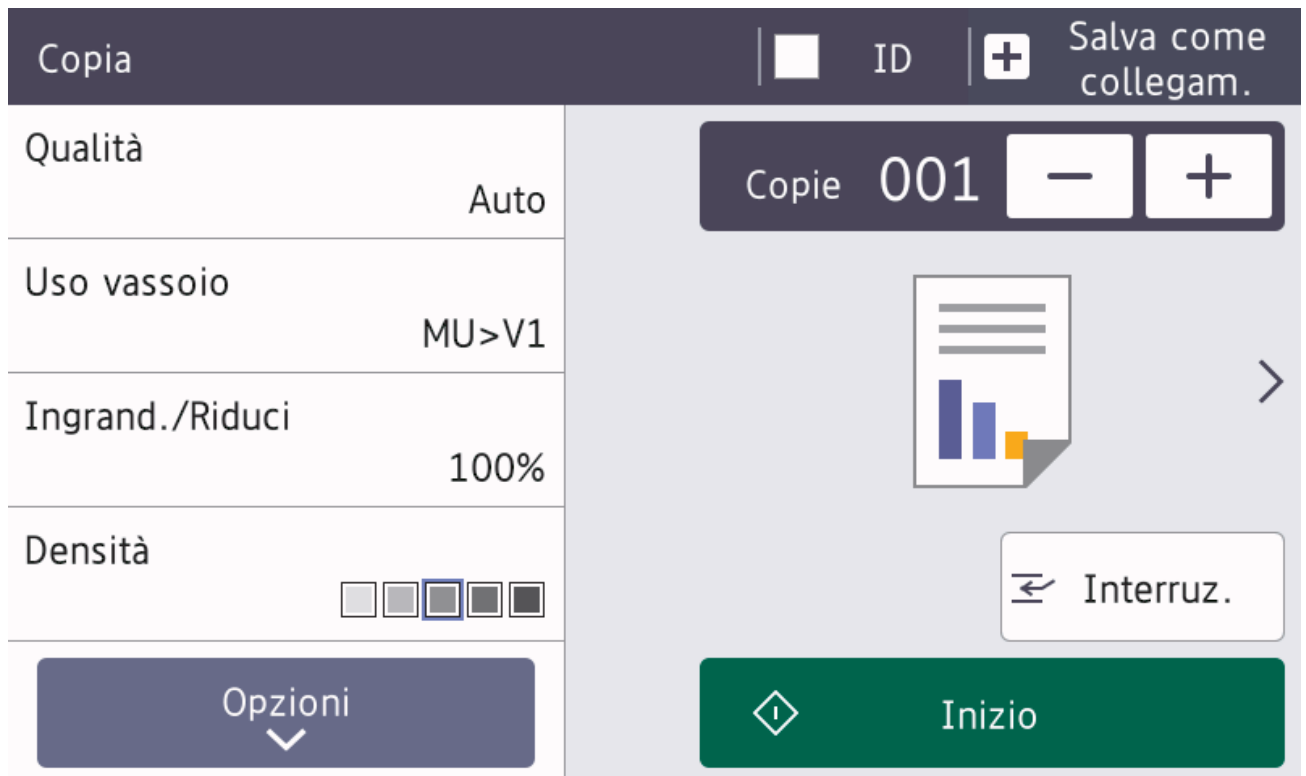 Copia
ID
Salva come
collegam.
Qualità
Auto
Uso vassoio
MU>V1
Ingrand./Riduci
100%
Densità
Opzioni
Copie 001
Interruz.
Inizio